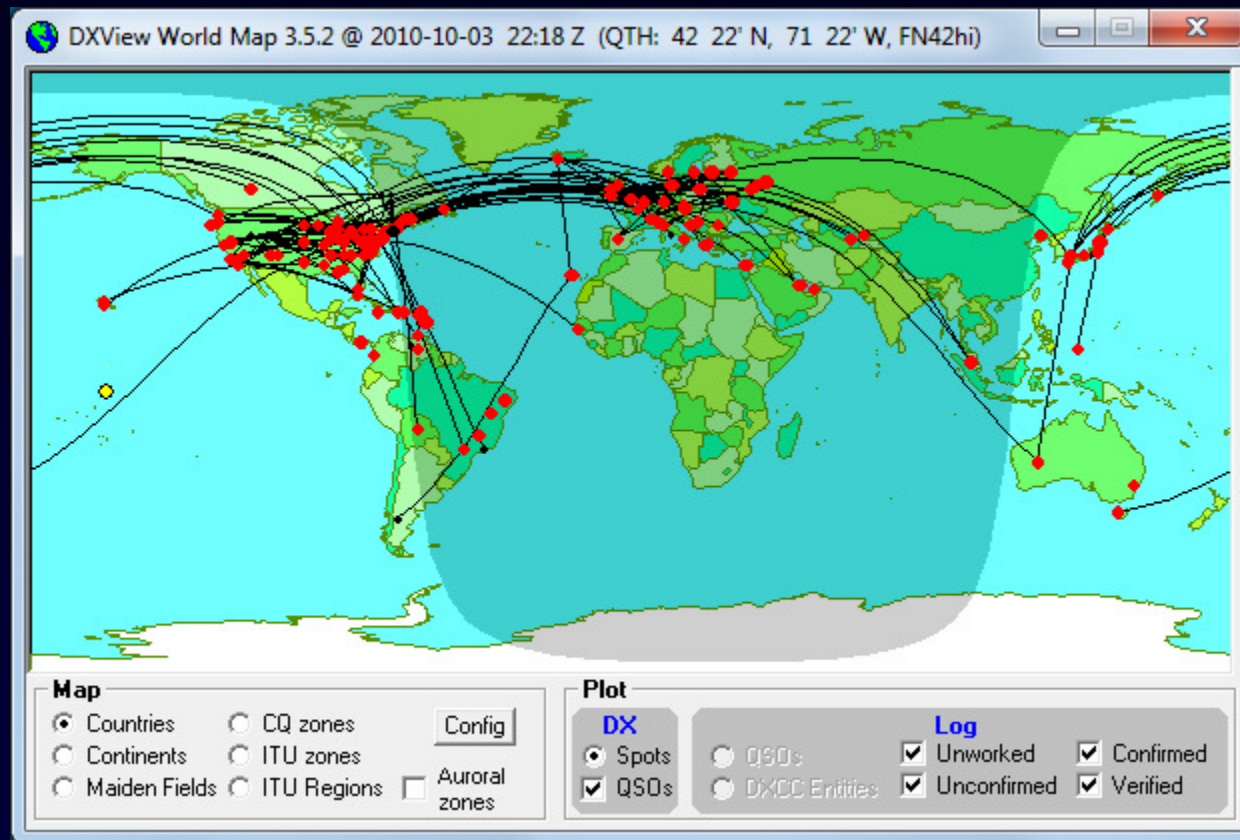 DXView World Map 3.5.2 @ 2010-10-03 22:18 Z (QTH: 42 22' N, 71 22' W, FN42hi)
Map
Countries
CQ zones
Config
Continents
ITU zones
Maiden Fields
ITU Regions
Auroral zones
Plot
DX
Spots
QSOs
Log
QSOs
Unworked
Confirmed
DXCC Entities
Unconfirmed
Verified